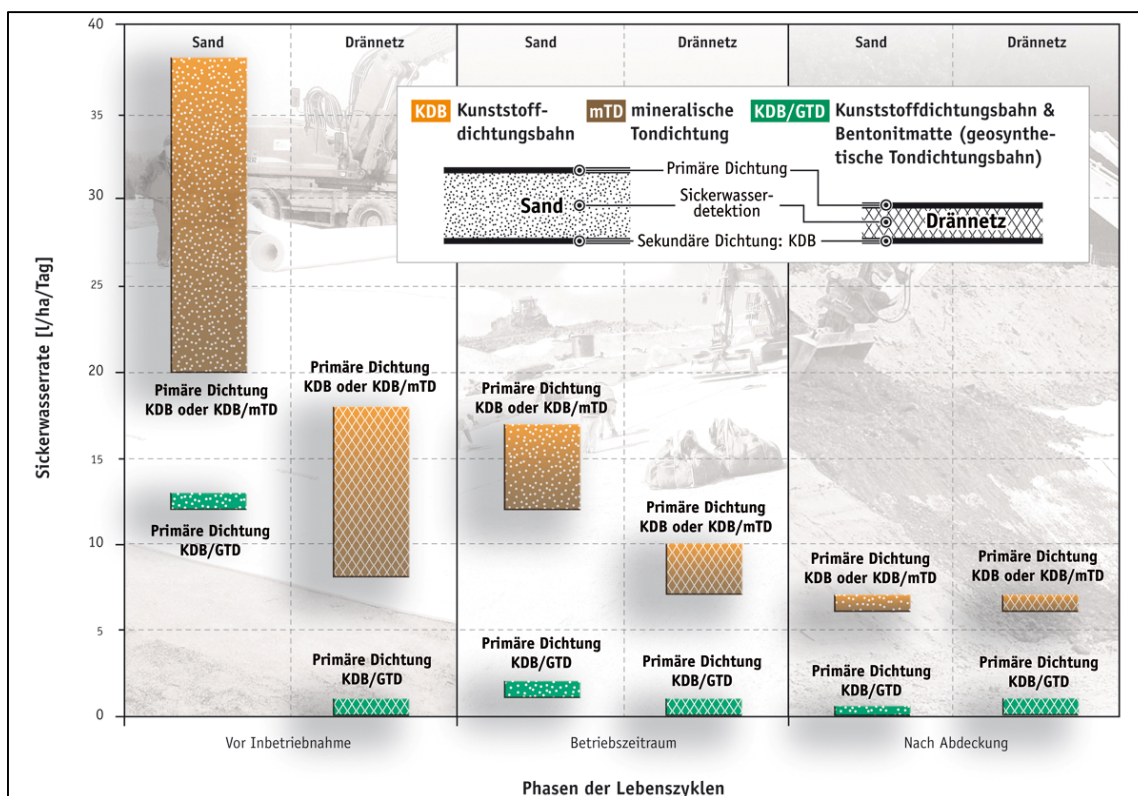 40
35
30
25
20
15
10
5
0
Sickerwasserrate [l/ha/Tag]
Sand
Drännetz
Sand
Drännetz
Sand
Drännetz
KDB Kunststoff-
dichtungsbahn
mTD mineralische
Tondichtung
KDB/GTD Kunststoffdichtungsbahn &
Bentonitmatte (geosynthe-
tische Tondichtungsbahn)
Primäre Dichtung
Sand
Sickerwasser-
detektion
Drännetz
Sekundäre Dichtung: KDB
Pimäre Dichtung
KDB oder KDB/mTD
Primäre Dichtung
KDB/GTD
Primäre Dichtung
KDB oder KDB/mTD
Primäre Dichtung
KDB/GTD
Primäre Dichtung
KDB oder KDB/mTD
Primäre Dichtung
KDB/GTD
Primäre Dichtung
KDB oder KDB/mTD
Primäre Dichtung
KDB/GTD
Primäre Dichtung
KDB oder KDB/mTD
Primäre Dichtung
KDB/GTD
Primäre Dichtung
KDB oder KDB/mTD
Primäre Dichtung
KDB/GTD
Vor Inbetriebnahme
Betriebszeitraum
Nach Abdeckung
Phasen der Lebenszyklen